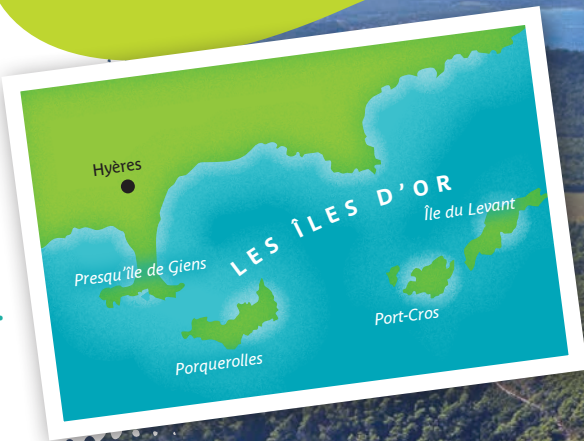 Hyères
LES ÎLES D'OR
Île du Levant
Presqu'île de Giens
Port-Cros
Porquerolles